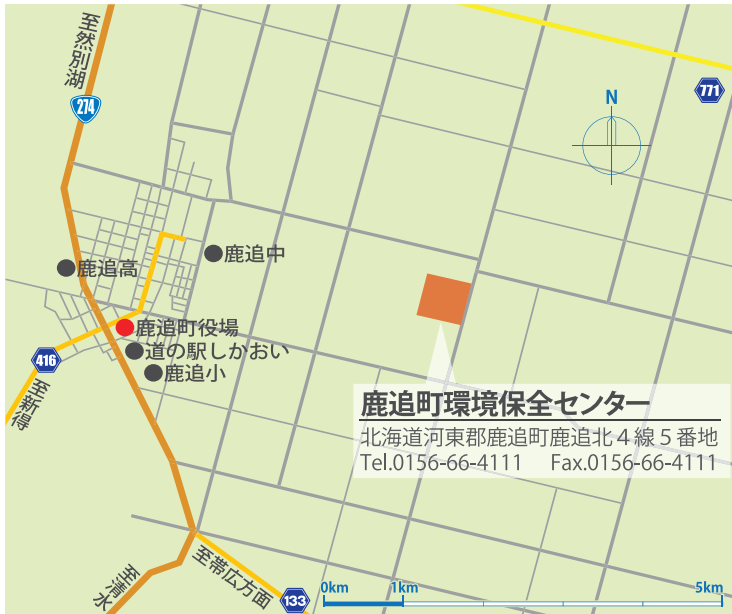 至然別湖
274
771
N
鹿追中
鹿追高
鹿追町役場
道の駅しかおい
416
鹿追小
至新得
鹿追町環境保全センター
北海道河東郡鹿追町鹿追北４線５番地
Tel.0156-66-4111 Fax.0156-66-4111
至清水
至帯広方面
133
0km 1km 5km